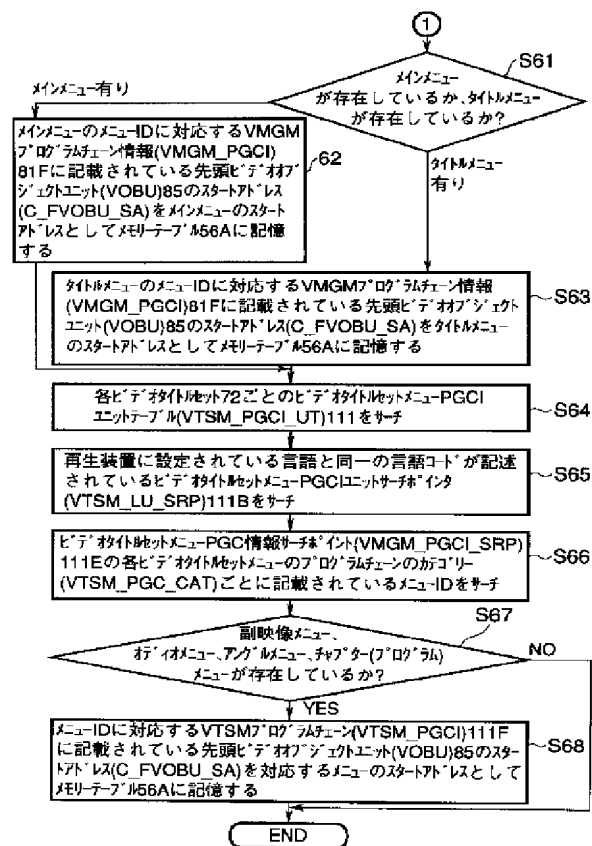 1
S61
メインメニュー
が存在しているか、タイトルメニュー
が存在しているか?
メインメニュー有り
タイトルメニュー
有り
62
メインメニューのメニューIDに対応するVMGM
プログラムチェーン情報(VMGM_PGCI)
81Fに記載されている先頭ビデオオブ
ジェクトユニット(VOBU)85のスタートアドレス
(C_FVOBU_SA)をメインメニューのスタート
アドレスとしてメモリーテーブル56Aに記憶
する
タイトルメニューのメニューIDに対応するVMGMプログラムチェーン情報
(VMGM_PGCI)81Fに記載されている先頭ビデオオブジェクト
ユニット(VOBU)85のスタートアドレス(C_FVOBU_SA)をタイトルメニュー
のスタートアドレスとしてメモリーテーブル56Aに記憶する
S63
各ビデオタイトルセット72ごとのビデオタイトルセットメニューPGCI
ユニットテーブル(VTSM_PGCI_UT)111をサーチ
S64
再生装置に設定されている言語と同一の言語コードが記述
されているビデオタイトルセットメニューPGCIユニットサーチポインタ
(VTSM_LU_SRP)111Bをサーチ
S65
ビデオタイトルセットメニューPGC情報サーチポイント(VMGM_PGCI_SRP)
111Eの各ビデオタイトルセットメニューのプログラムチェーンのカテゴリー
(VTSM_PGC_CAT)ごとに記載されているメニューIDをサーチ
S66
S67
副映像メニュー、
オーディオメニュー、アングルメニュー、チャプター(プログラム)
メニューが存在しているか?
NO
YES
メニューIDに対応するVTSMプログラムチェーン(VTSM_PGCI)111F
に記載されている先頭ビデオオブジェクトユニット(VOBU)85のスター
トアドレス(C_FVOBU_SA)を対応するメニューのスタートアドレスとして
メモリーテーブル56Aに記憶する
S68
END